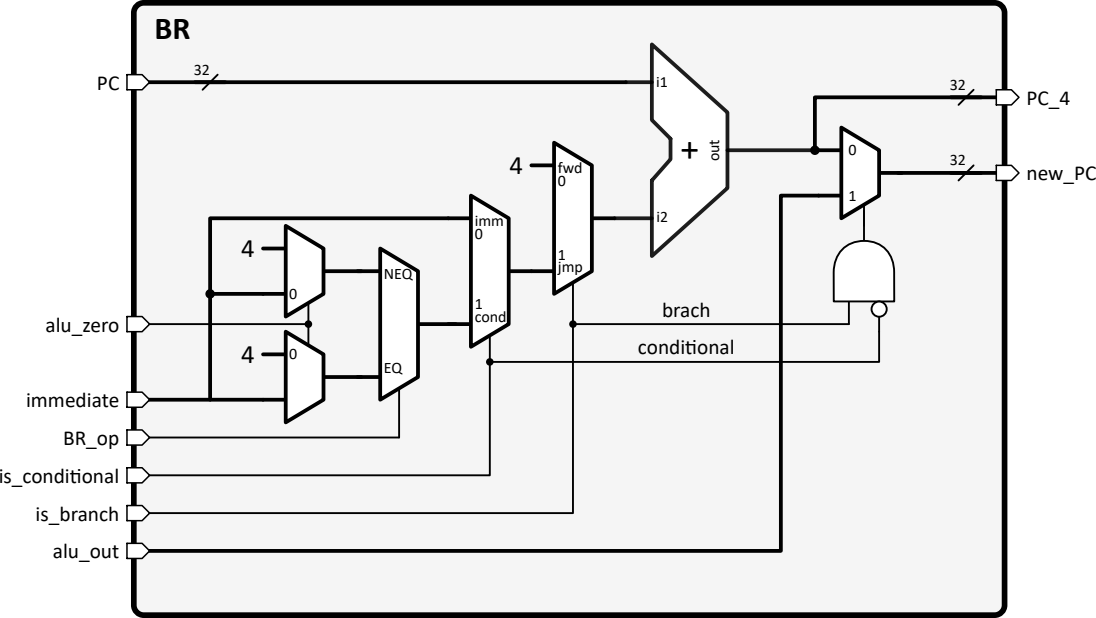 BR
PC
32
i1
32
PC_4
+
out
0
32
new_PC
1
4
fwd
0
imm
0
i2
4
NEQ
1
jmp
0
1
cond
brach
alu_zero
conditional
4
0
EQ
immediate
BR_op
is_conditional
is_branch
alu_out